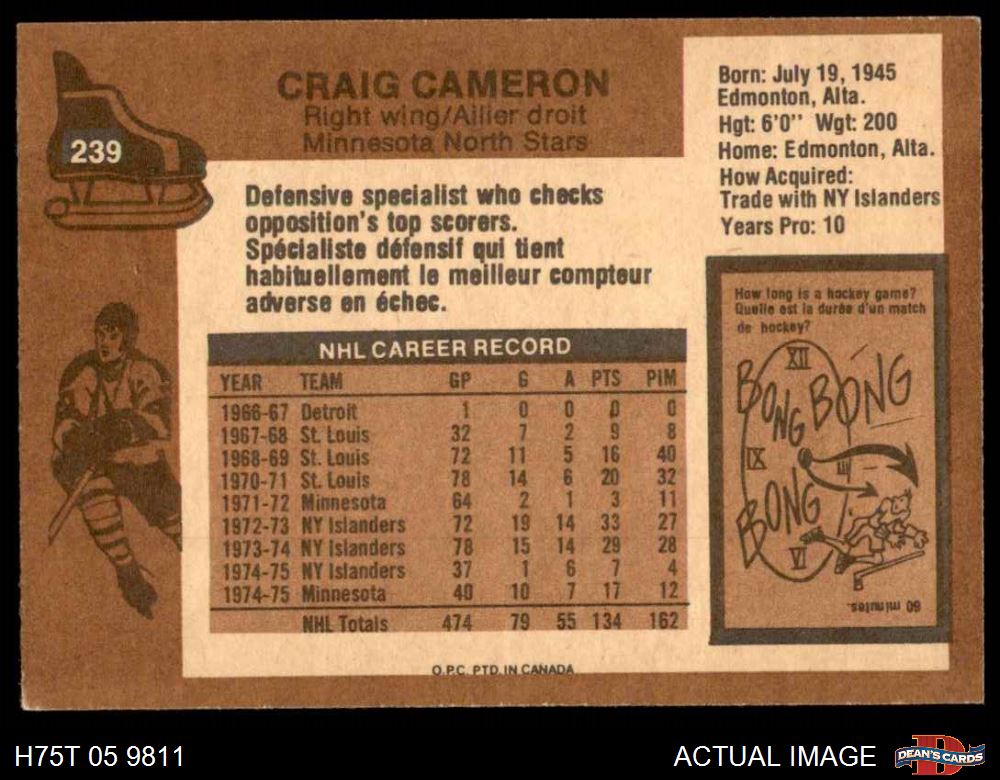 CRAIG CAMERON
Right wing/Ailier droit
Minnesota North Stars
239
Born: July 19, 1945
Edmonton, Alta.
Hgt: 6'0" Wgt: 200
Home: Edmonton, Alta.
How Acquired:
Trade with NY Islanders
Years Pro: 10
Defensive specialist who checks
opposition's top scorers.
Spécialiste défensif qui tient
habituellement le meilleur compteur
adverse en échec.
NHL CAREER RECORD
YEAR TEAM GP G A PTS PIM
1966-67 Detroit 1 0 0 0 0
1967-68 St. Louis 32 7 2 9 8
1968-69 St. Louis 72 11 5 16 40
1970-71 St. Louis 78 14 6 20 32
1971-72 Minnesota 64 2 1 3 11
1972-73 NY Islanders 72 19 14 33 27
1973-74 NY Islanders 78 15 14 29 28
1974-75 NY Islanders 37 1 6 7 4
1974-75 Minnesota 40 10 7 17 12
NHL Totals 474 79 55 134 162
How long is a hockey game?
Quelle est la durée d'un match
de hockey?
XII
BONG BONG
IX III
BONG
VI
60 minutes
O.P.C. PTD. IN CANADA
H75T 05 9811
ACTUAL IMAGE
D
DEAN'S CARDS